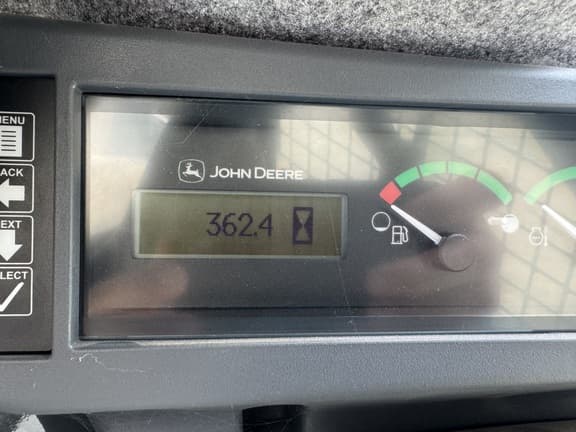 MENU
BACK
NEXT
SELECT
JOHN DEERE
362.4